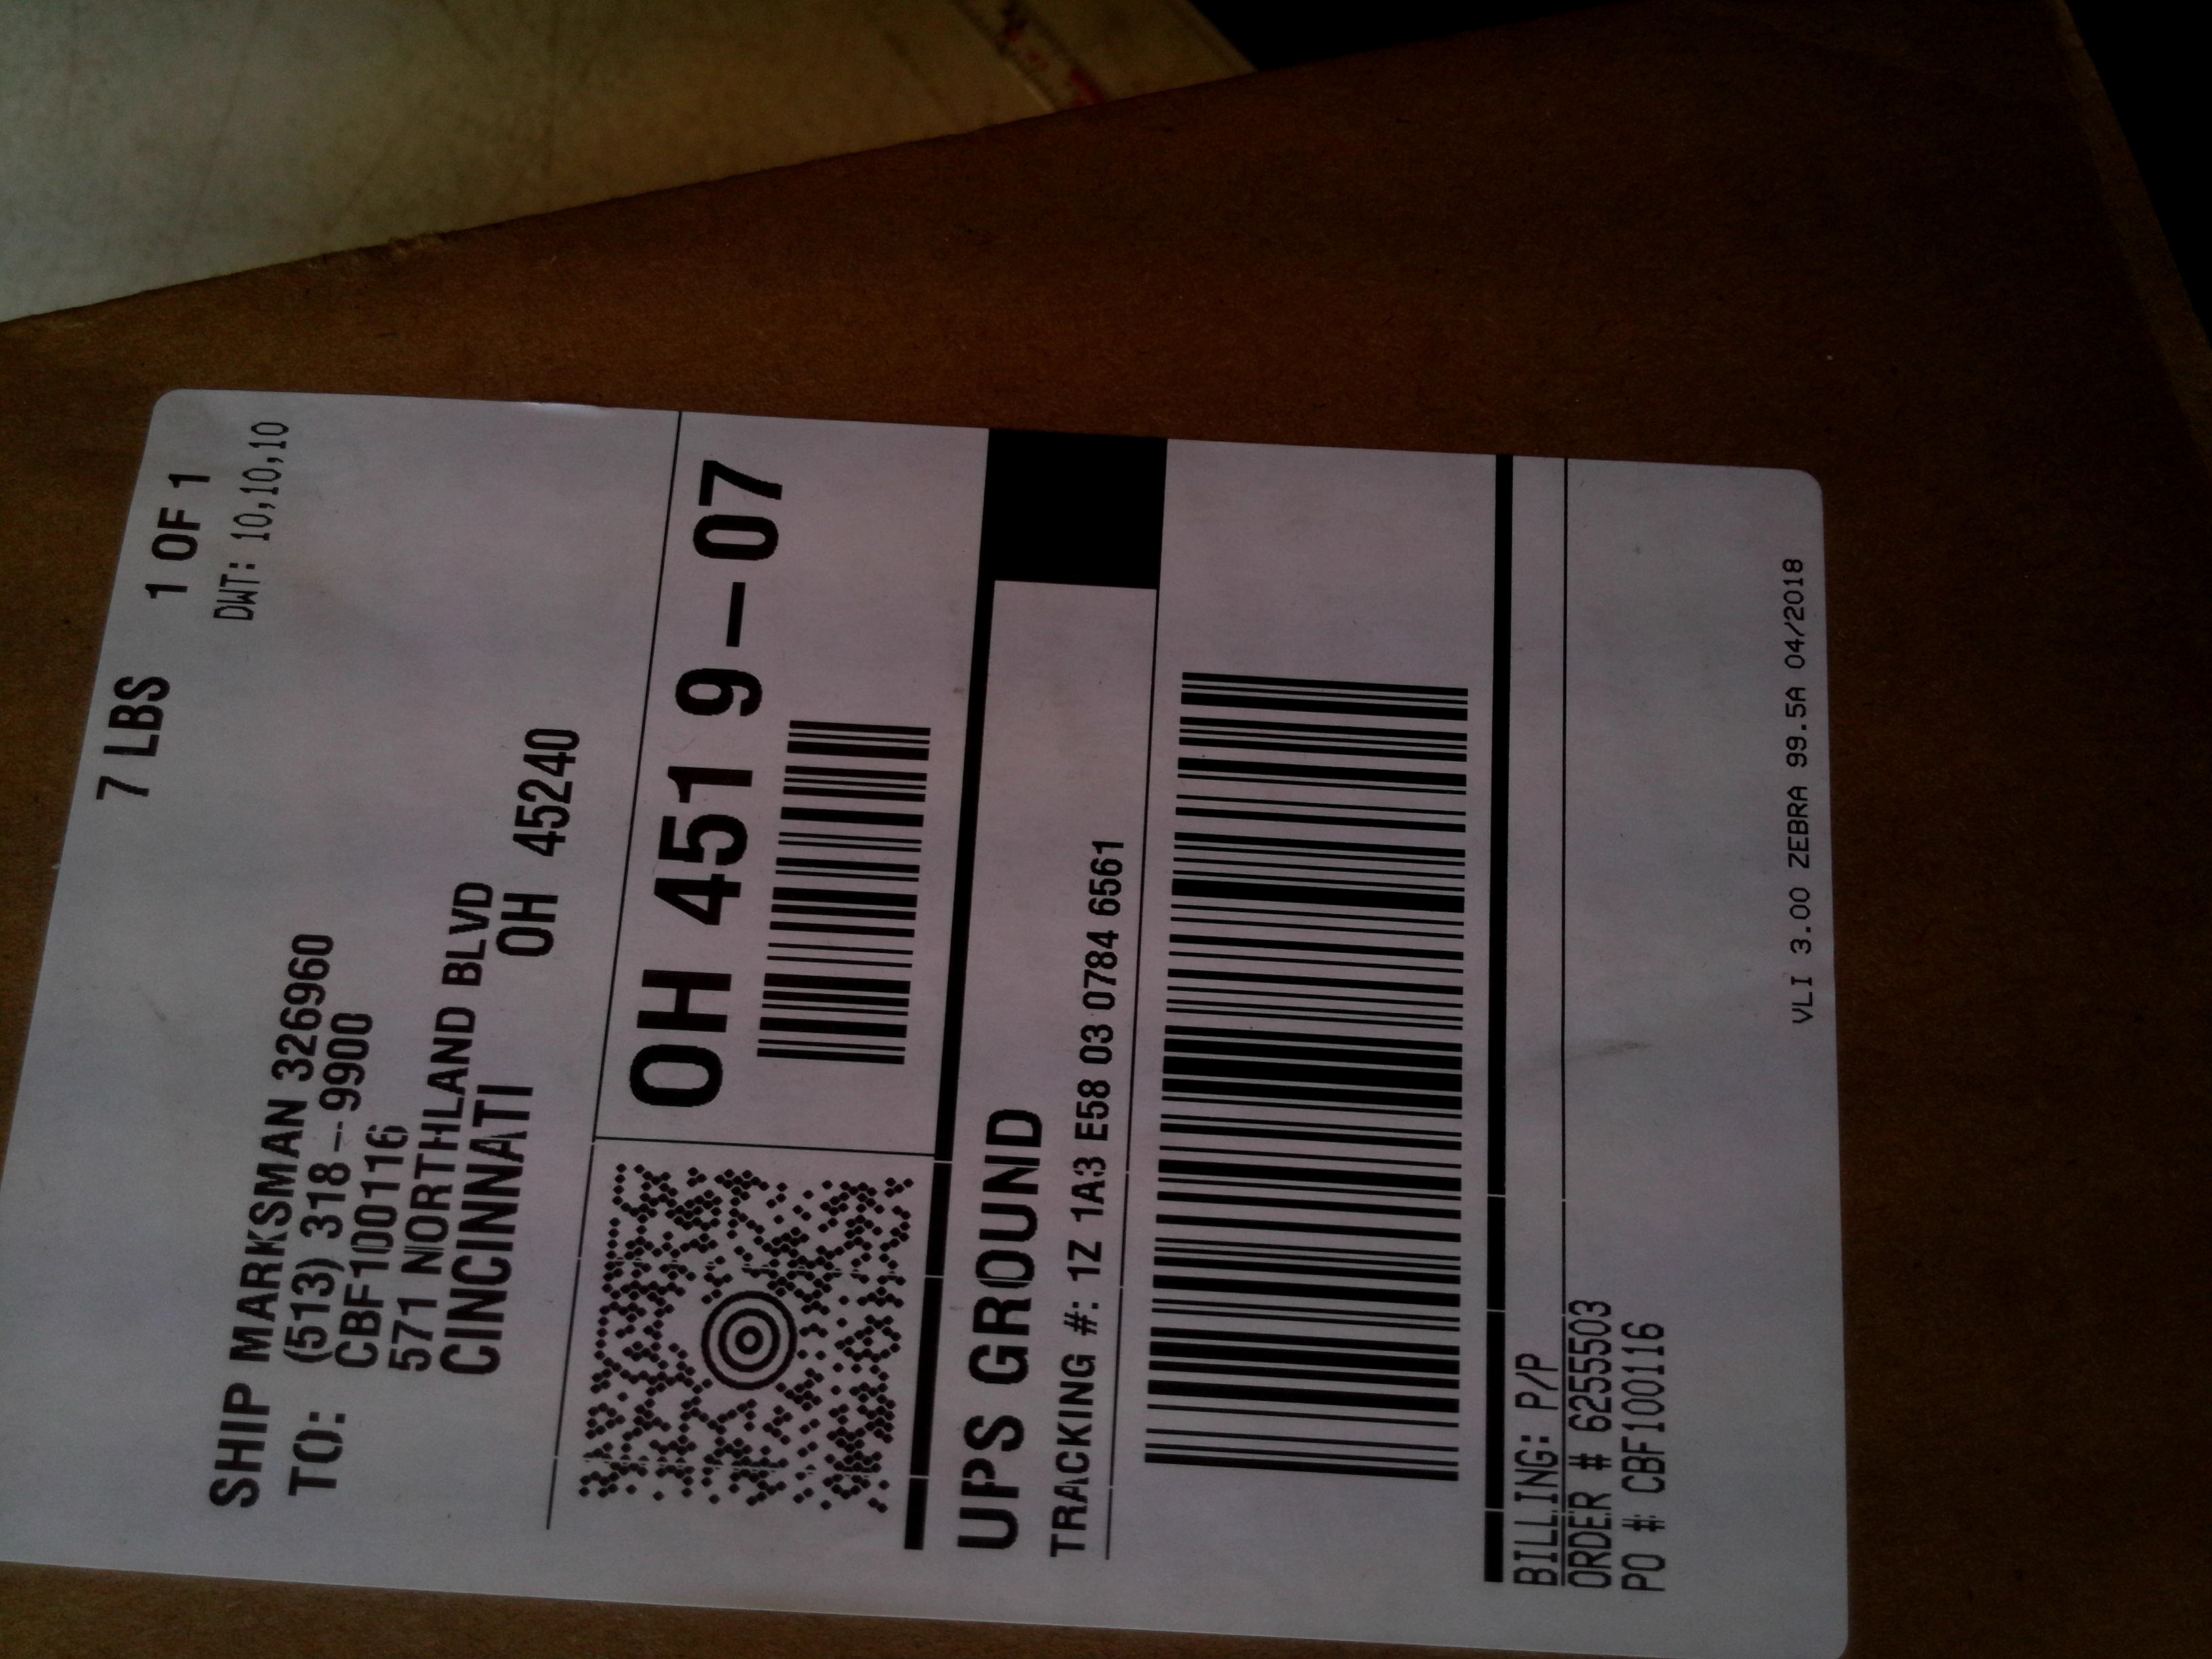 7 LBS 1 OF 1
DWT: 10,10,10
SHIP MARKSMAN 326960
TO: (513) 318-9900
CBF100116
571 NORTHLAND BLVD
CINCINNATI OH 45240
OH 451 9-07
UPS GROUND
TRACKING #: 1Z 1A3 E58 03 0784 6561
BILLING: P/P
ORDER # 6255503
PO #: CBF100116
VLI 3.00 ZEBRA 99.5A 04/2018